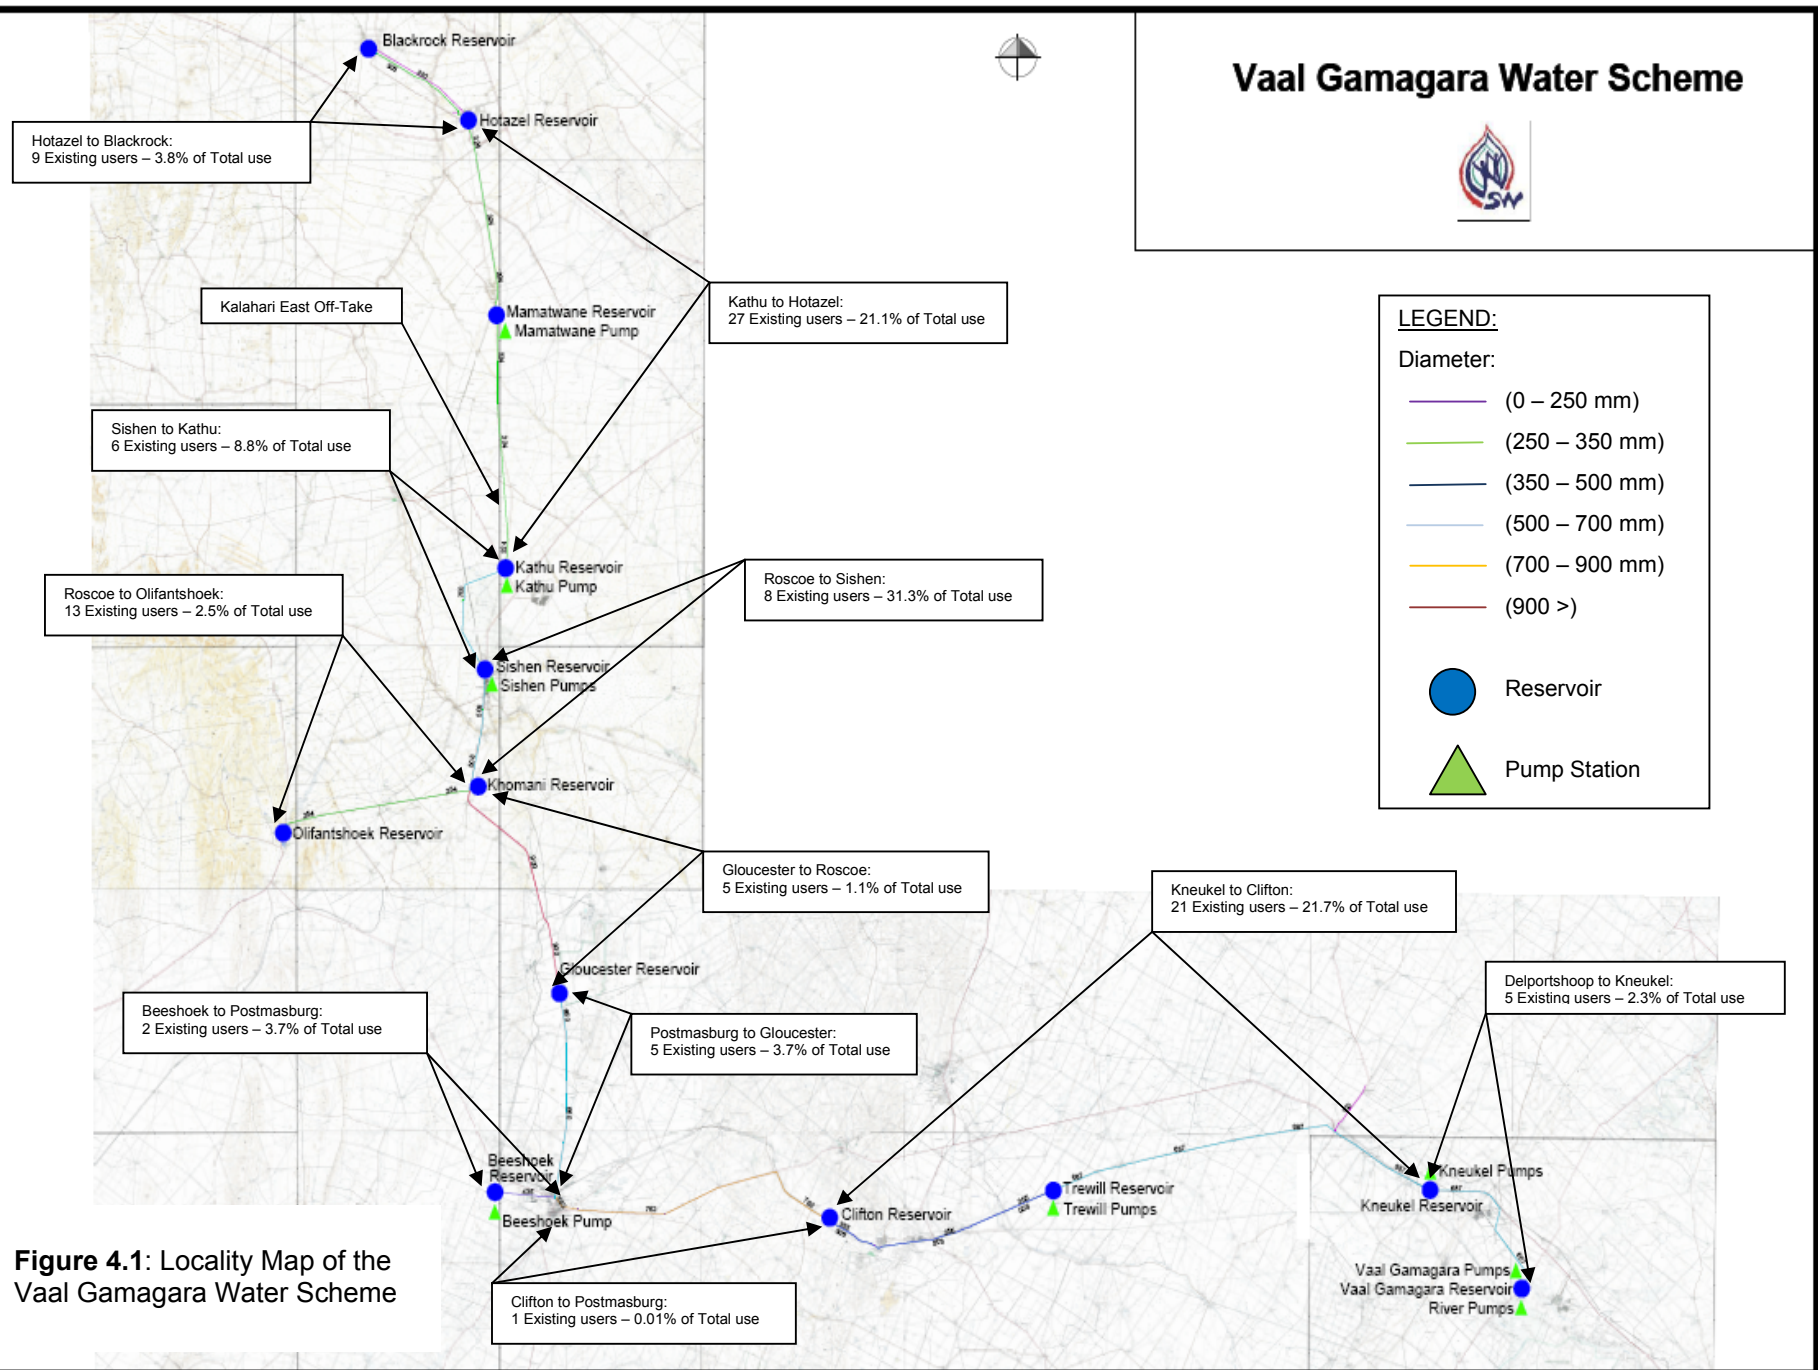 Vaal Gamagara Water Scheme
SW
Blackrock Reservoir
Hotazel Reservoir
Hotazel to Blackrock:
9 Existing users – 3.8% of Total use
Kathu to Hotazel:
27 Existing users – 21.1% of Total use
Kalahari East Off-Take
Mamatwane Reservoir
Mamatwane Pump
Sishen to Kathu:
6 Existing users – 8.8% of Total use
Kathu Reservoir
Kathu Pump
Roscoe to Olifantshoek:
13 Existing users – 2.5% of Total use
Roscoe to Sishen:
8 Existing users – 31.3% of Total use
Sishen Reservoir
Sishen Pumps
Khomani Reservoir
Olifantshoek Reservoir
Gloucester to Roscoe:
5 Existing users – 1.1% of Total use
Kneukel to Clifton:
21 Existing users – 21.7% of Total use
Gloucester Reservoir
Delportshoop to Kneukel:
5 Existing users – 2.3% of Total use
Beeshoek to Postmasburg:
2 Existing users – 3.7% of Total use
Postmasburg to Gloucester:
5 Existing users – 3.7% of Total use
Beeshoek
Reservoir
Beeshoek Pump
762
Clifton Reservoir
Trewill Reservoir
Trewill Pumps
Kneukel Pumps
Kneukel Reservoir
Vaal Gamagara Pumps
Vaal Gamagara Reservoir
River Pumps
Clifton to Postmasburg:
1 Existing users – 0.01% of Total use
LEGEND:
Diameter:
(0 – 250 mm)
(250 – 350 mm)
(350 – 500 mm)
(500 – 700 mm)
(700 – 900 mm)
(900 >)
Reservoir
Pump Station
Figure 4.1: Locality Map of the
Vaal Gamagara Water Scheme